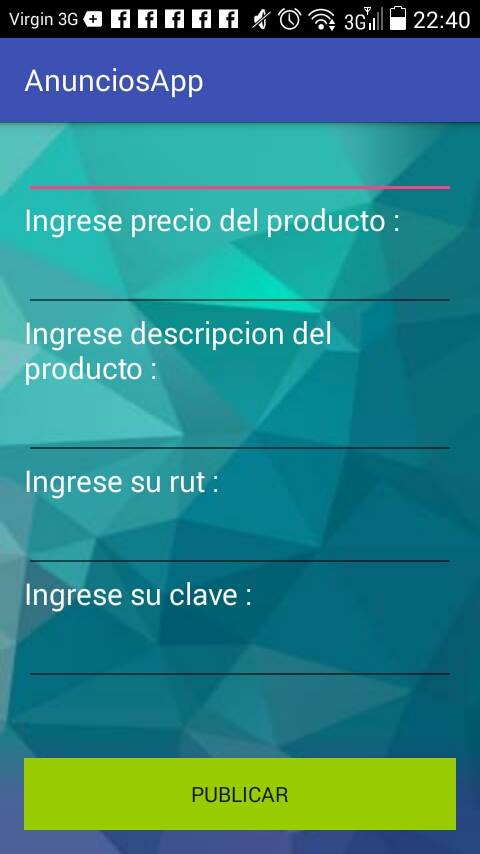 Virgin 3G
3G
22:40
AnunciosApp
Ingrese precio del producto :
Ingrese descripcion del
producto :
Ingrese su rut :
Ingrese su clave :
PUBLICAR